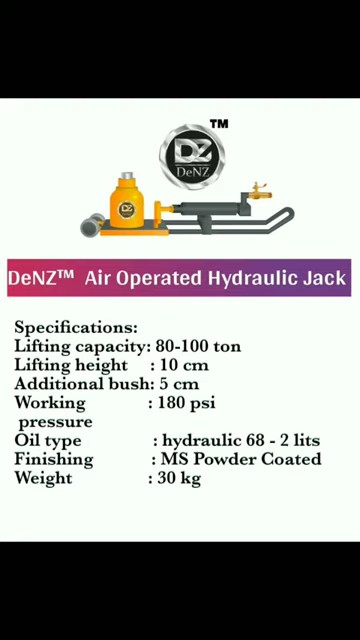 TM
DZ
DeNZ
DeNZ™ Air Operated Hydraulic Jack
Specifications:
Lifting capacity: 80-100 ton
Lifting height : 10 cm
Additional bush: 5 cm
Working : 180 psi
pressure
Oil type : hydraulic 68 - 2 lits
Finishing : MS Powder Coated
Weight : 30 kg